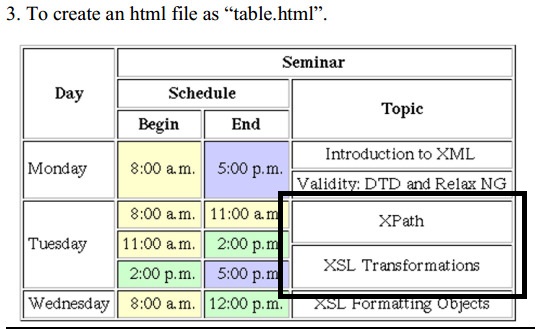 3. To create an html file as “table.html”.
Seminar
Day
Schedule
Topic
Begin End
Monday 8:00 a.m. 5:00 p.m. Introduction to XML
Validity: DTD and Relax NG
Tuesday 8:00 a.m. 11:00 a.m XPath
11:00 a.m. 2:00 p.m
XSL Transformations
2:00 p.m. 5:00 p.m
Wednesday 8:00 a.m. 12:00 p.m. XSL Formatting Objects